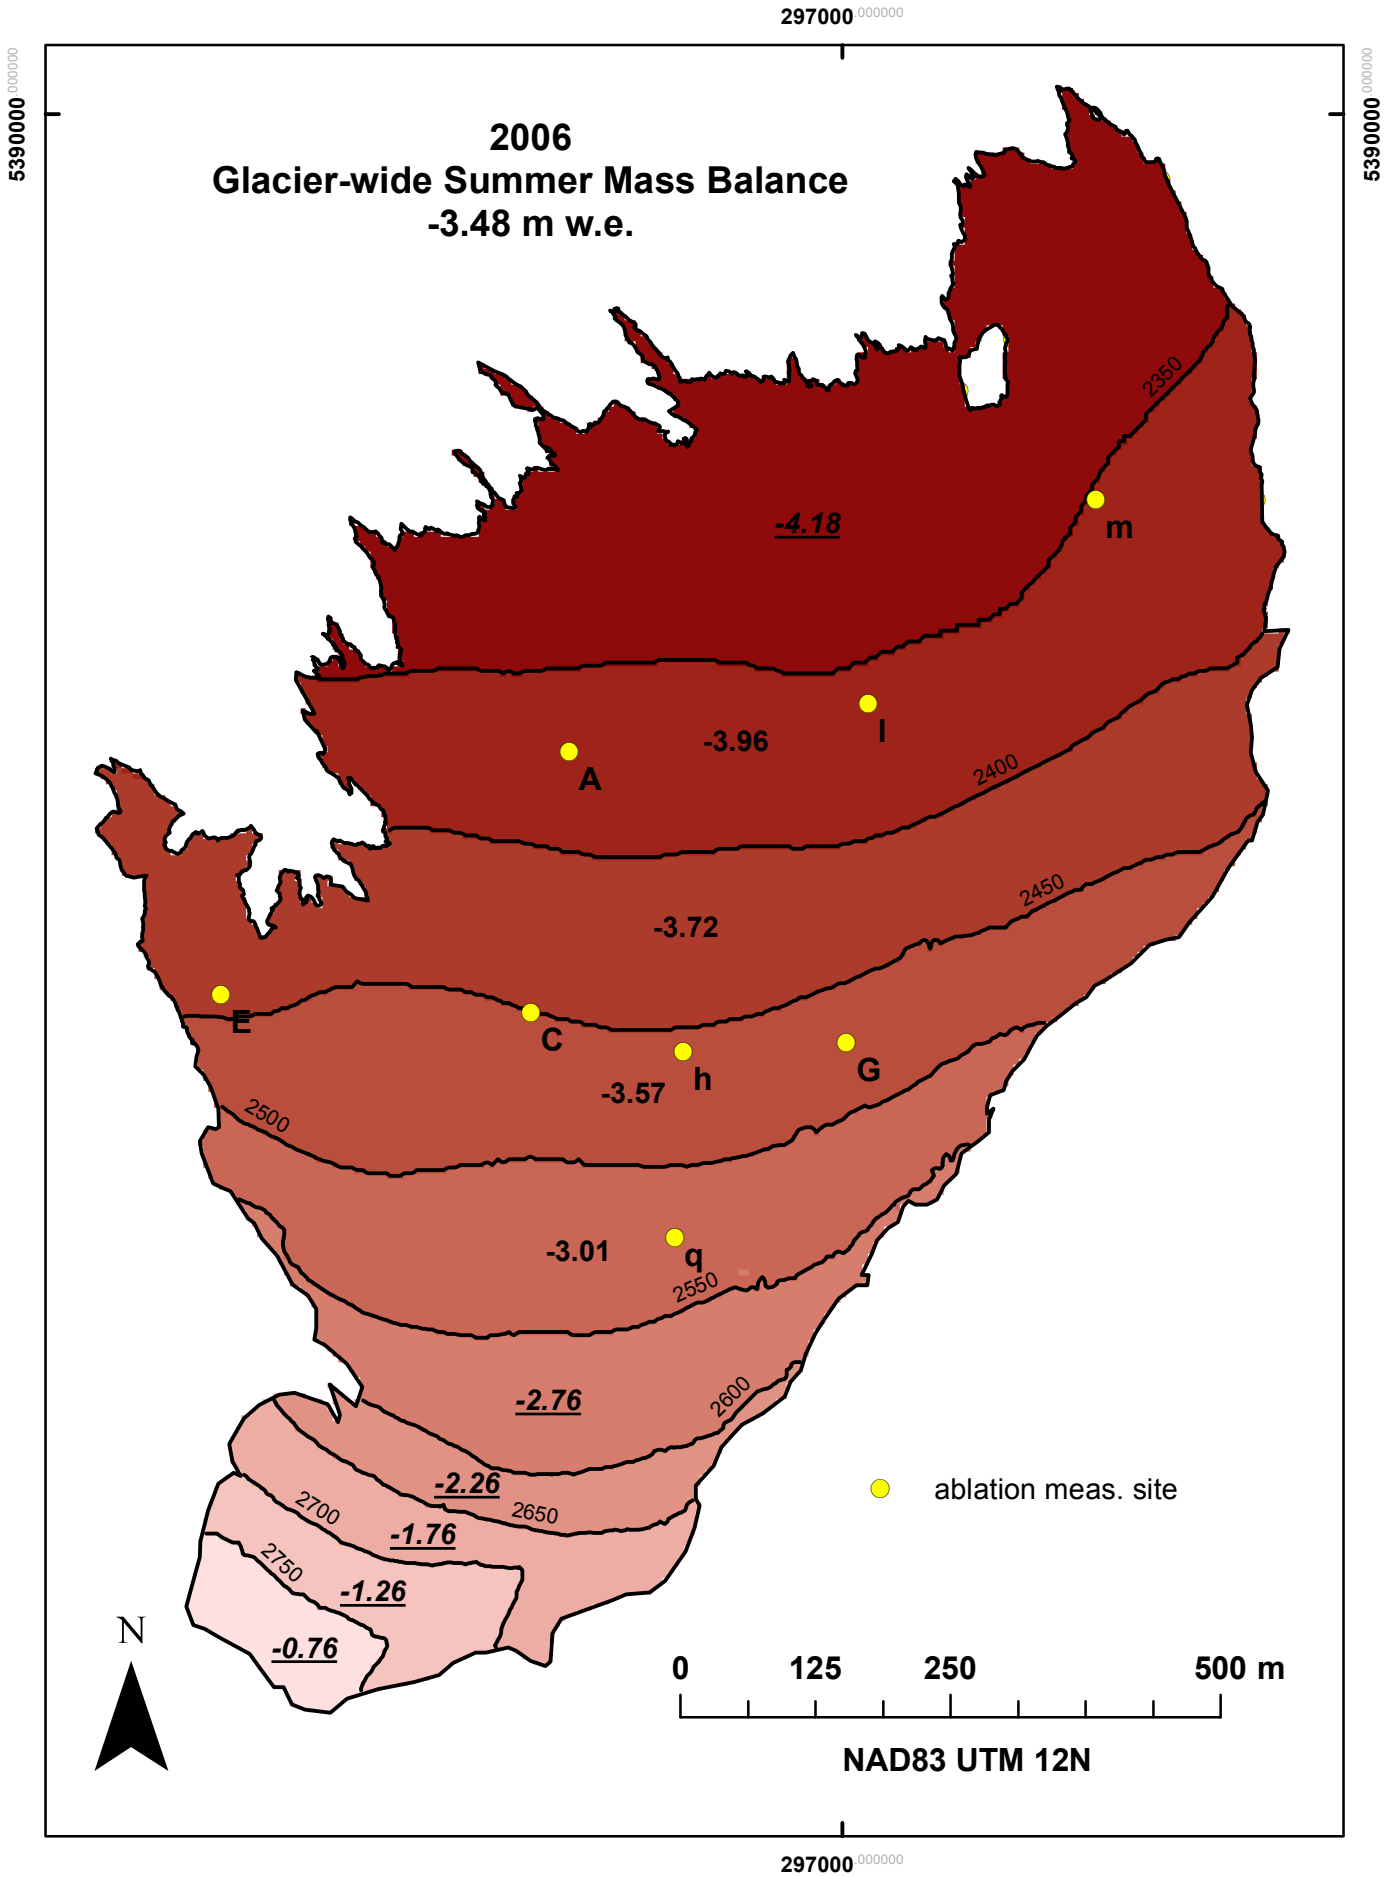 297000.000000
5390000.000000
5390000.000000
2006
Glacier-wide Summer Mass Balance
-3.48 m w.e.
2350
-4.18
m
l
-3.96
A
2400
2450
-3.72
E
C
G
h
-3.57
2500
-3.01
q
2550
-2.76
2600
-2.26
ablation meas. site
2650
2700
-1.76
2750
-1.26
N
-0.76
0 125 250 500 m
NAD83 UTM 12N
297000.000000